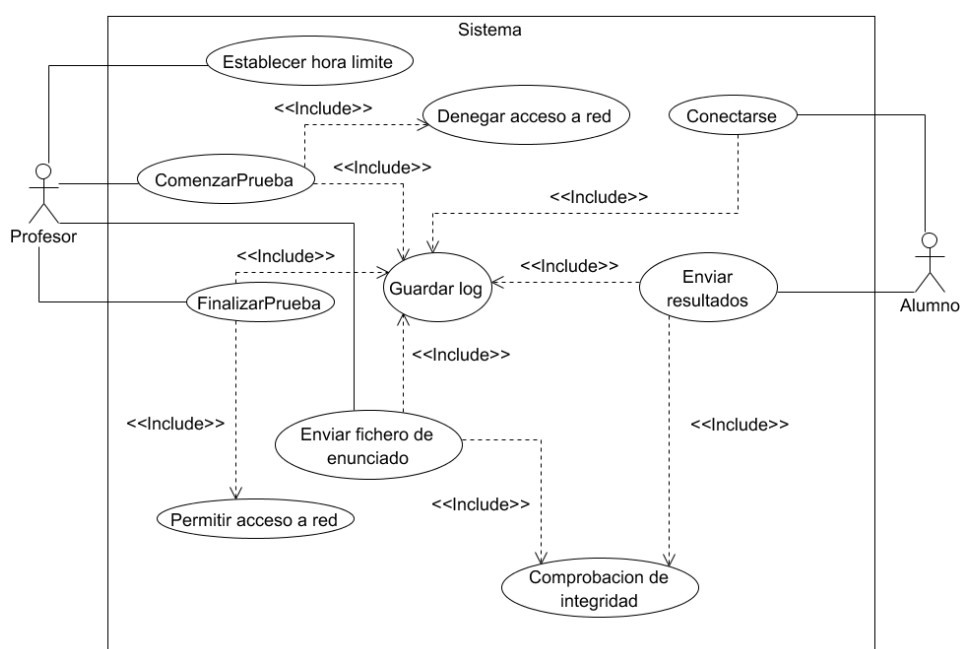 Sistema
Establecer hora limite
<<Include>>
Denegar acceso a red
Conectarse
<<Include>>
ComenzarPrueba
<<Include>>
Profesor
<<Include>>
Guardar log
<<Include>>
Enviar
resultados
FinalizarPrueba
Alumno
<<Include>>
<<Include>>
<<Include>>
Enviar fichero de
enunciado
<<Include>>
Permitir acceso a red
Comprobacion de
integridad